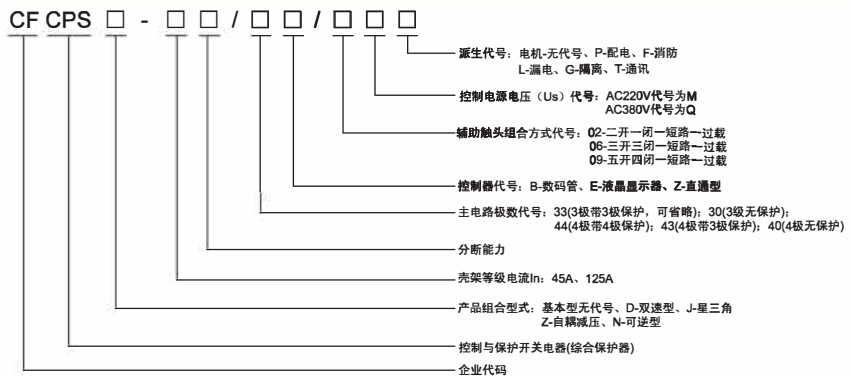 CF CPS □ - □ □ / □ □ / □ □ □
派生代号：电机-无代号、P-配电、F-消防
L-漏电、G-隔离、T-通讯
控制电源电压（Us）代号：AC220V代号为M
AC380V代号为Q
辅助触头组合方式代号：02-二开一闭一短路一过载
06-三开三闭一短路一过载
09-五开四闭一短路一过载
控制器代号：B-数码管、E-液晶显示器、Z-直通型
主电路极数代号：33(3极带3极保护，可省略)；30(3级无保护)；
44(4极带4极保护)；43(4极带3极保护)；40(4极无保护)
分断能力
壳架等级电流In：45A、125A
产品组合型式：基本型无代号、D-双速型、J-星三角
Z-自耦减压、N-可逆型
控制与保护开关电器(综合保护器)
企业代码